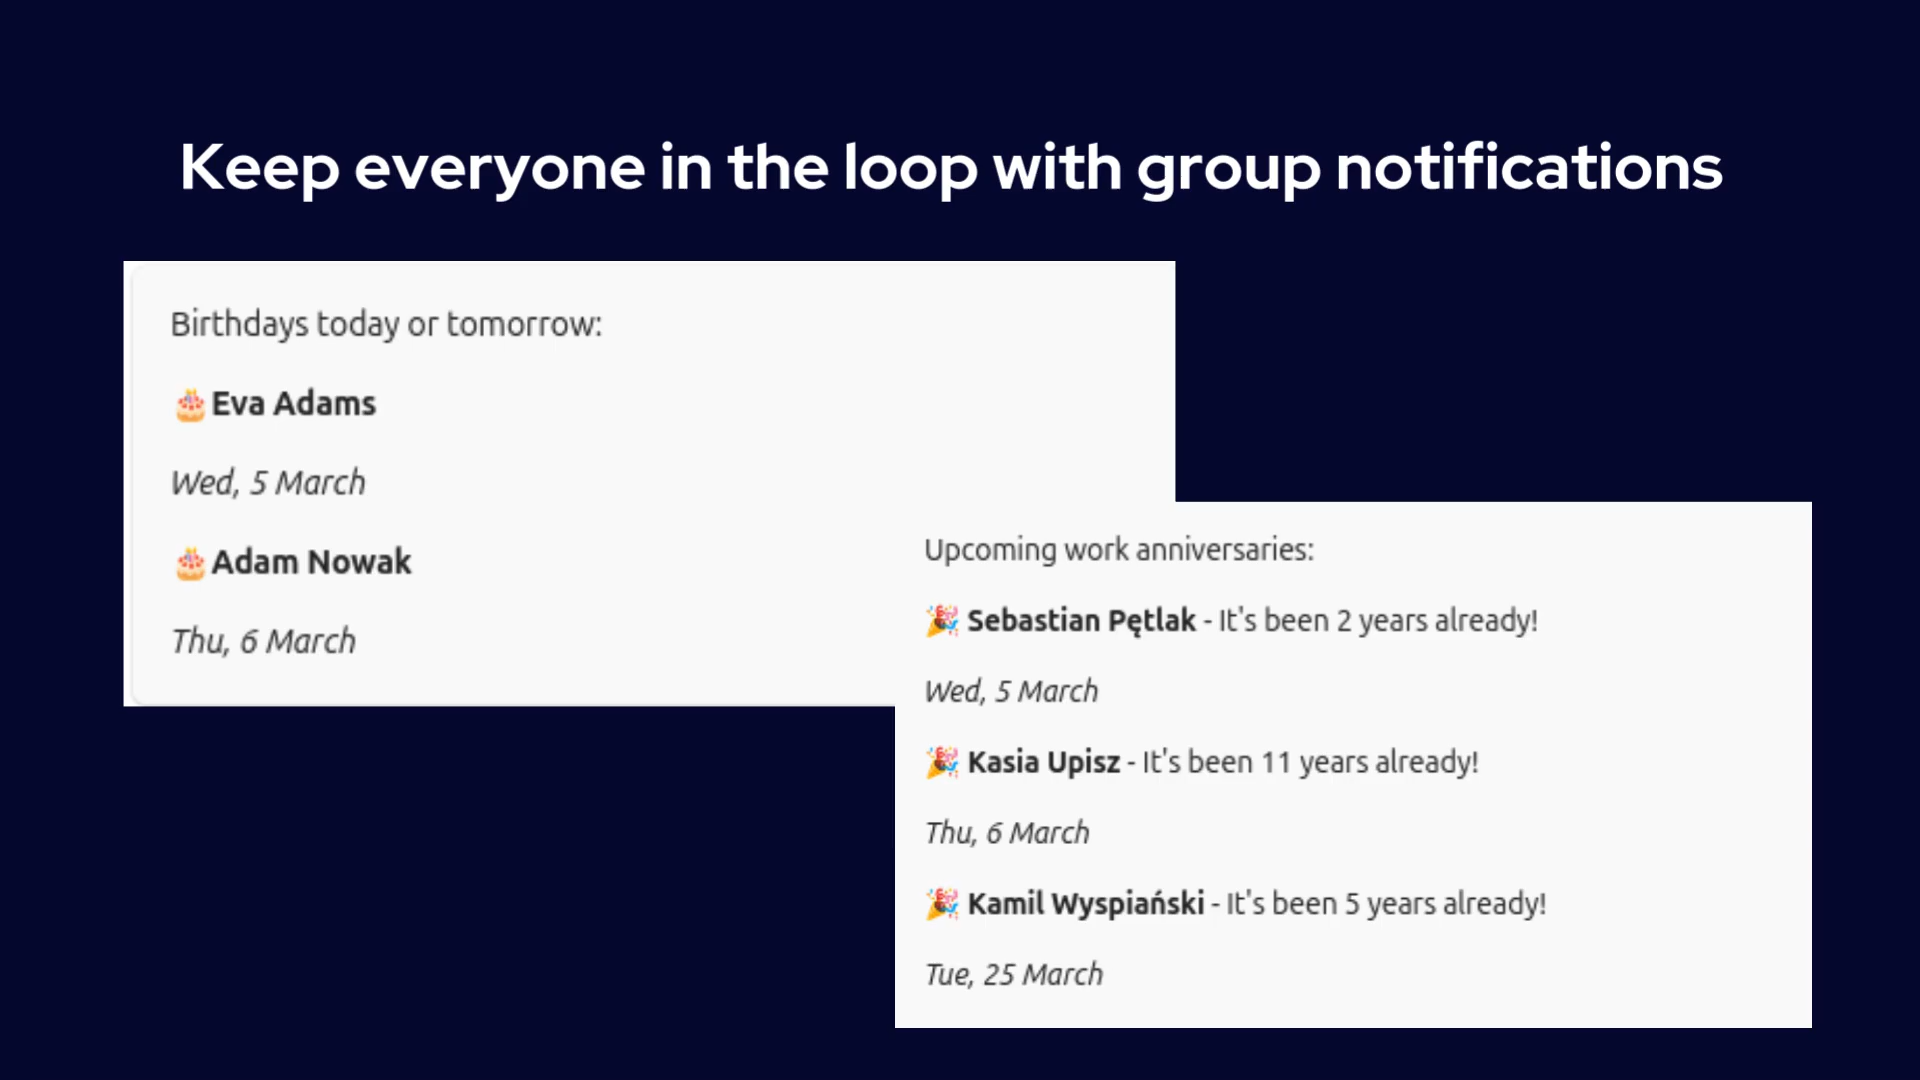 Keep everyone in the loop with group notifications
Birthdays today or tomorrow:
🎂Eva Adams
Wed, 5 March
🎂Adam Nowak
Thu, 6 March
Upcoming work anniversaries:
🎉 Sebastian Pętlak - It's been 2 years already!
Wed, 5 March
🎉 Kasia Upisz - It's been 11 years already!
Thu, 6 March
🎉 Kamil Wyspiański - It's been 5 years already!
Tue, 25 March